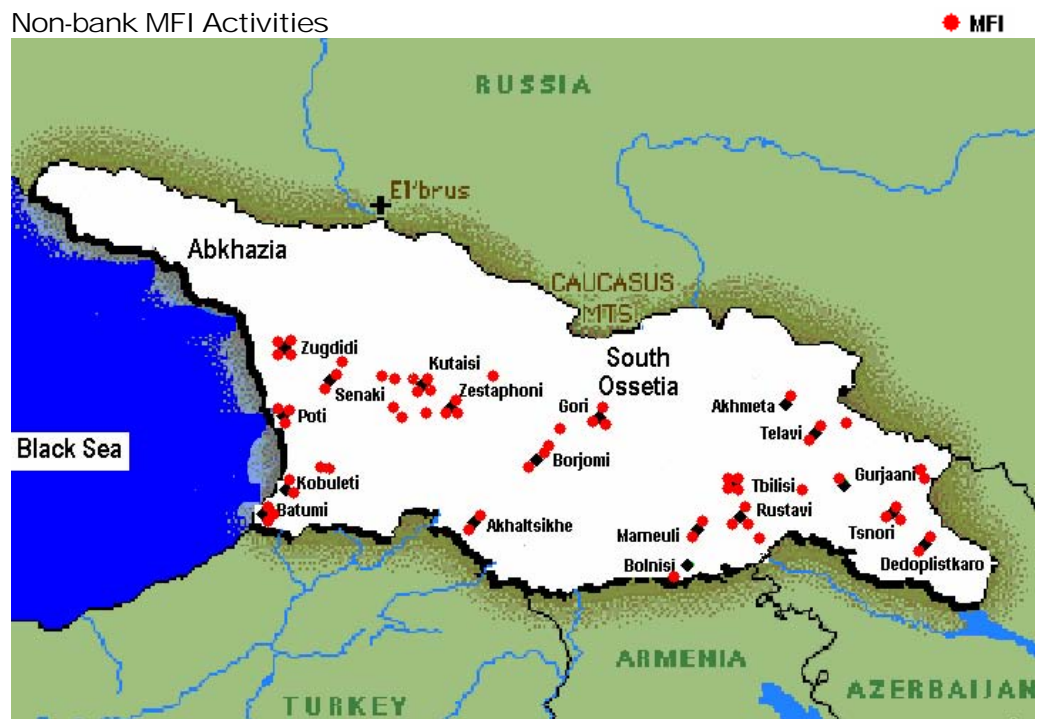 Non-bank MFI Activities
MFI
RUSSIA
El'brus
Abkhazia
CAUCASUS
MTS.
Zugdidi
Kutaisi
South
Ossetia
Senaki
Zestaphoni
Gori
Akhmeta
Poti
Telavi
Black Sea
Borjomi
Gurjaani
Kobuleti
Tbilisi
Batumi
Rustavi
Akhaltsikhe
Marneuli
Tsnori
Bolnisi
Dedoplistkaro
ARMENIA
AZERBAIJAN
TURKEY